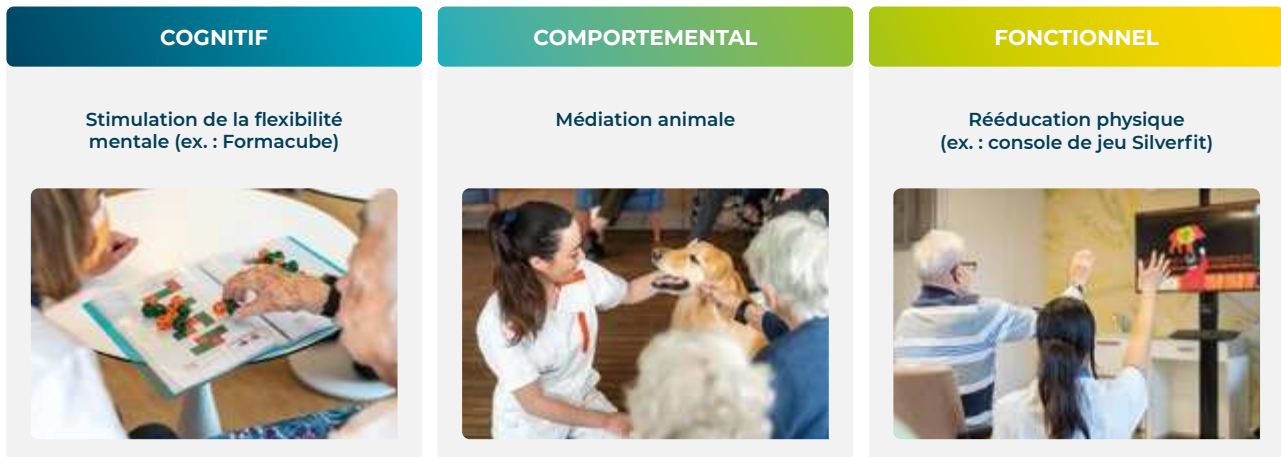 COGNITIF
Stimulation de la flexibilité
mentale (ex. : Formacube)
COMPORTEMENTAL
Médiation animale
FONCTIONNEL
Rééducation physique
(ex. : console de jeu Silverfit)